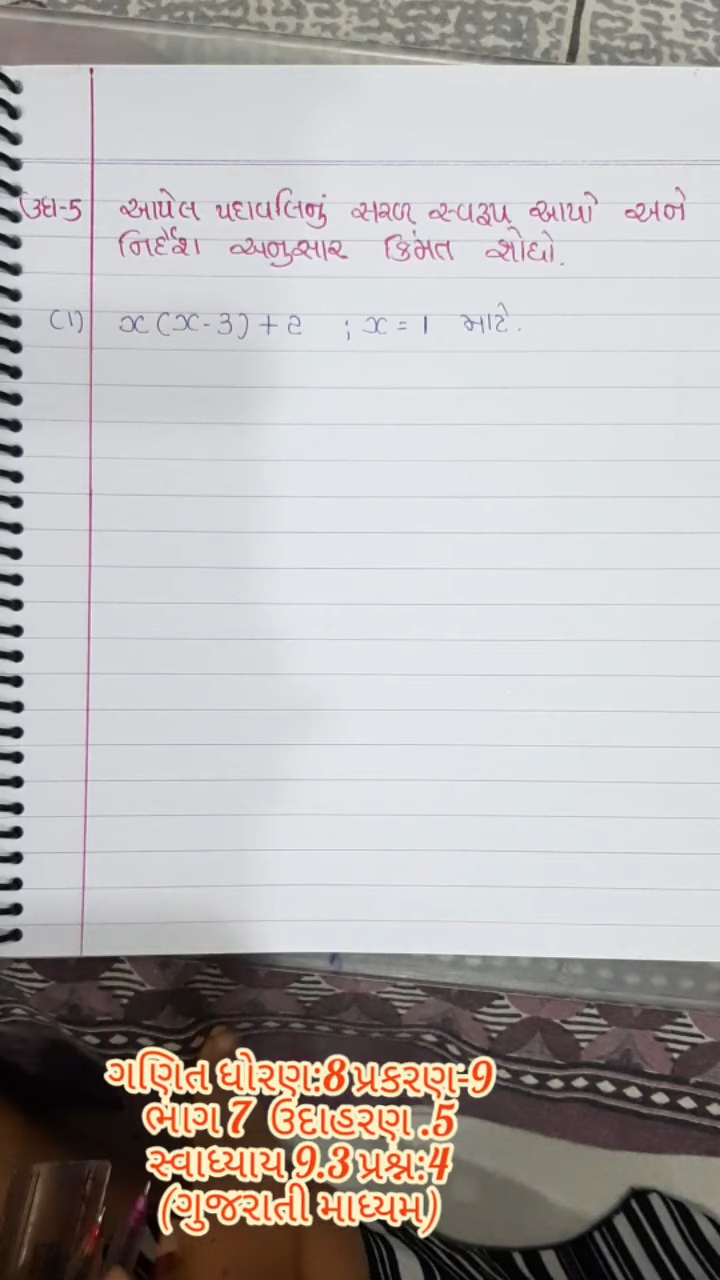 ઉદા-5 આપેલ પદાવલિનું સરળ સ્વરૂપ આપો અને
નિર્દેશ અનુસાર કિંમત શોધો.
(1) x(x-3)+2 ; x=1 માટે.
ગણિત ધોરણ:8 પ્રકરણ-9
ભાગ 7 ઉદાહરણ .5
સ્વાધ્યાય 9.3 પ્રશ્ન:4
(ગુજરાતી માધ્યમ)